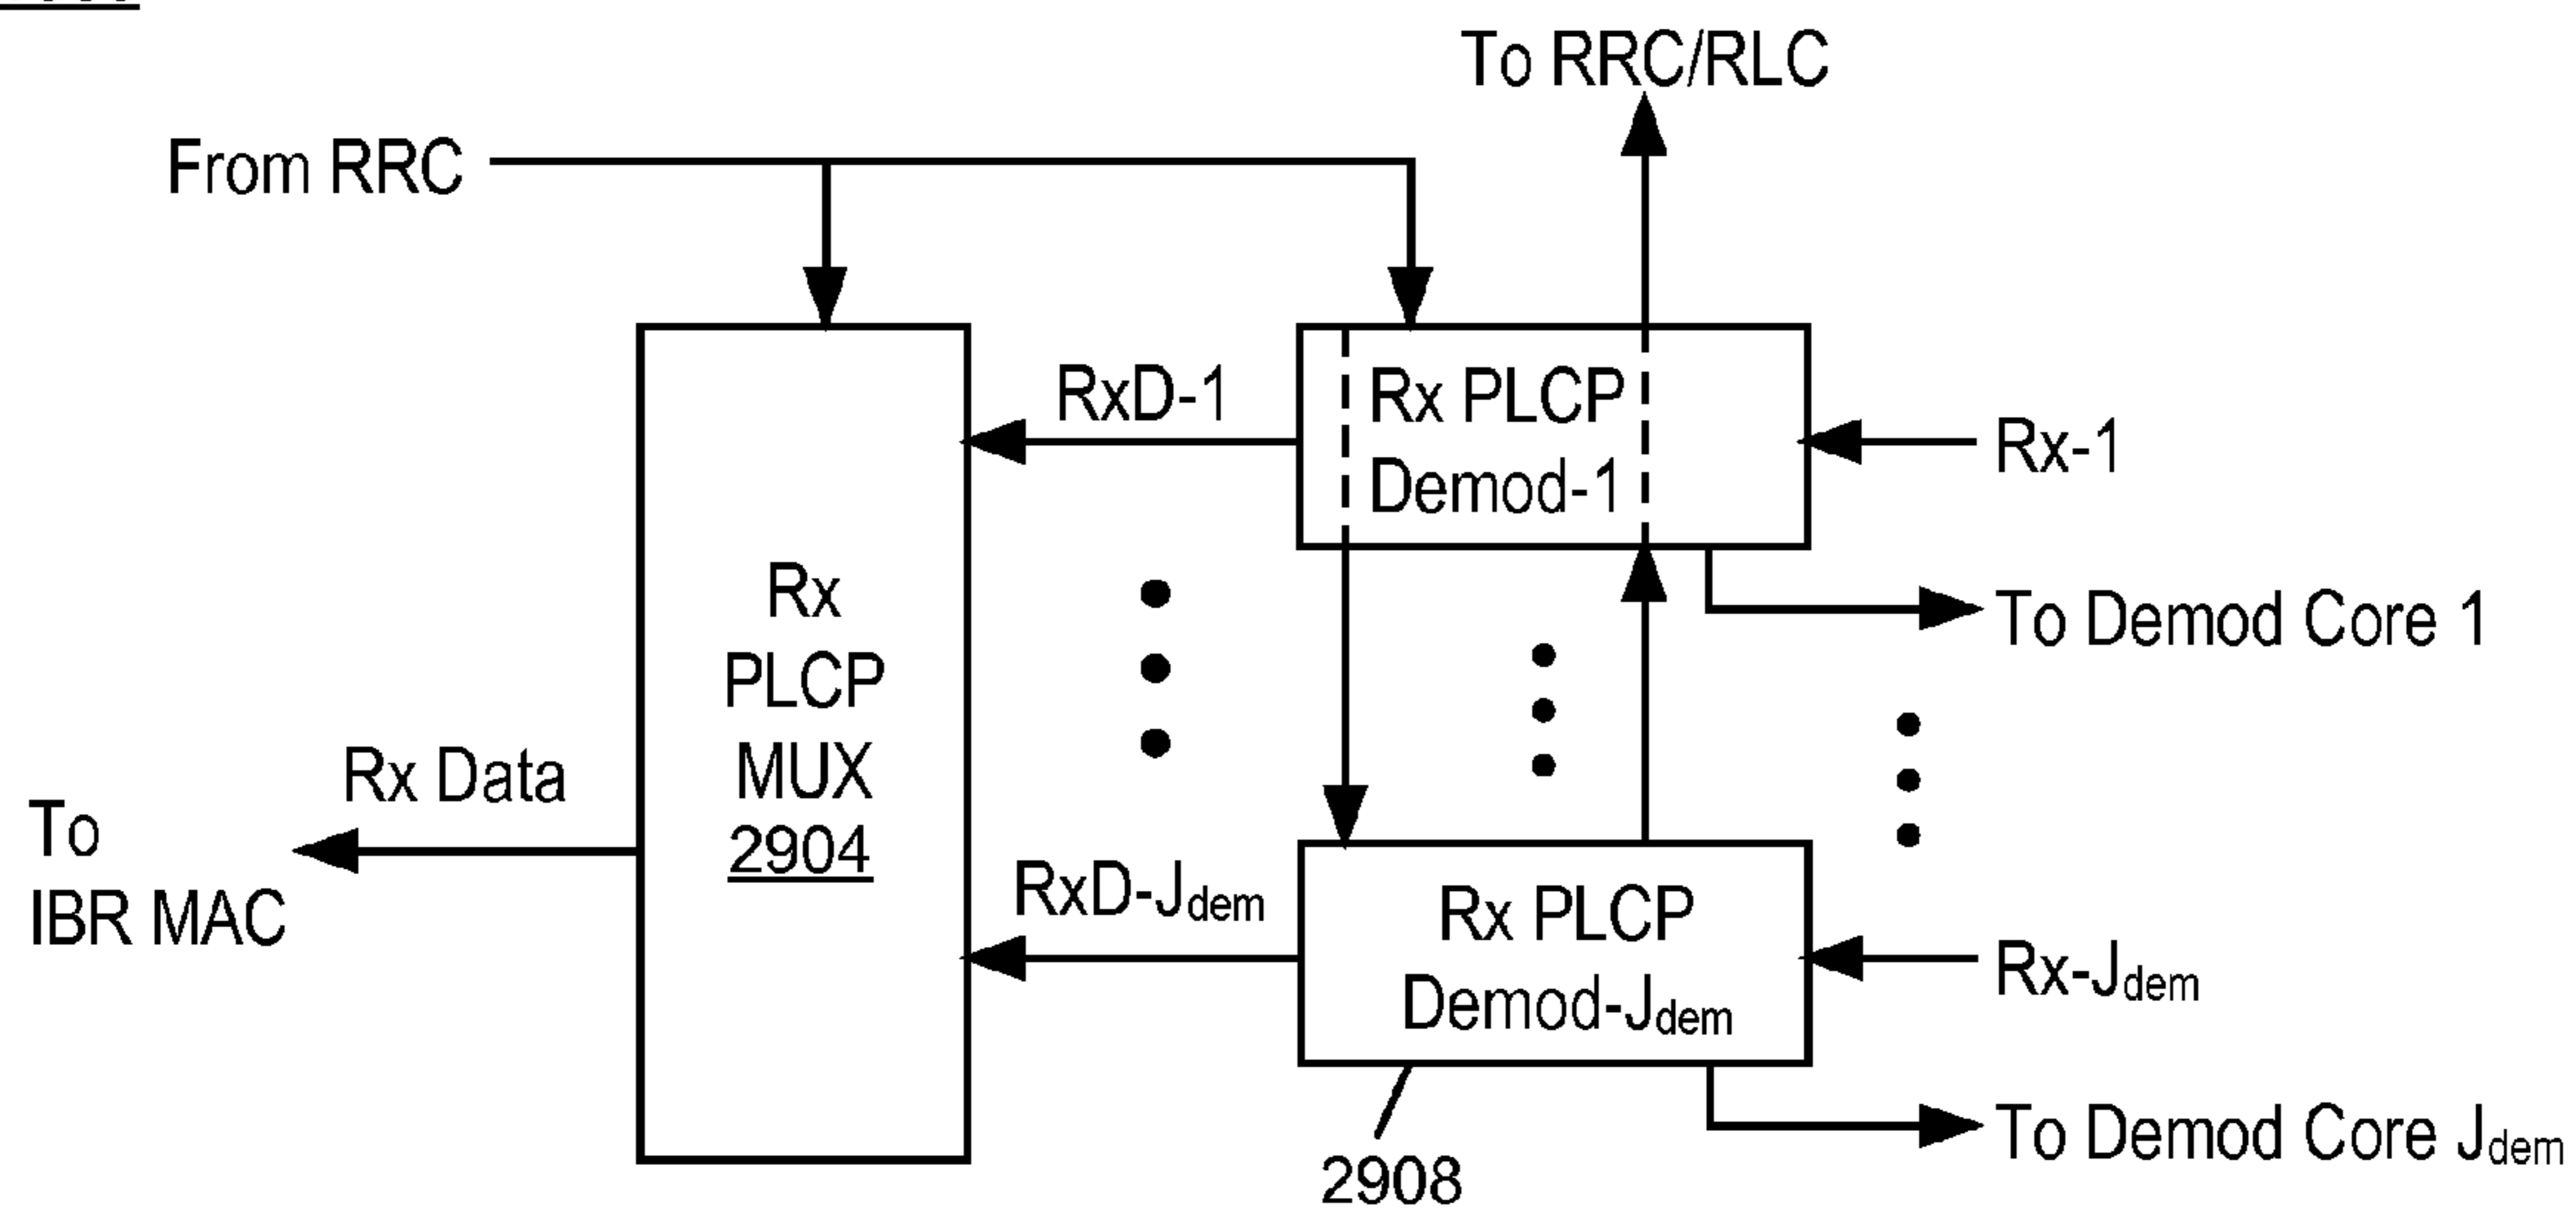 To RRC/RLC
From RRC
RxD-1
Rx PLCP
Demod-1
Rx-1
To Demod Core 1
Rx
PLCP
MUX
2904
Rx Data
To
IBR MAC
RxD-Jdem
Rx PLCP
Demod-Jdem
Rx-Jdem
To Demod Core Jdem
2908